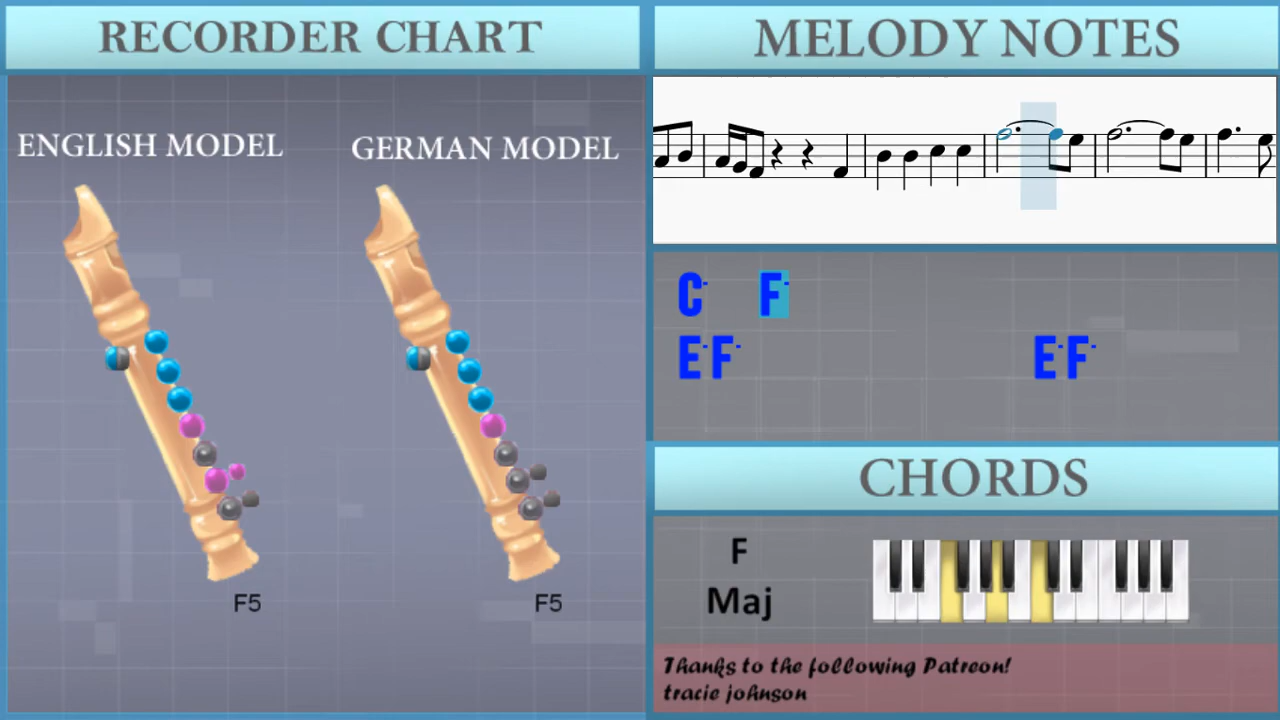 RECORDER CHART
MELODY NOTES
ENGLISH MODEL
GERMAN MODEL
C- F-
E-F- E-F-
CHORDS
F
Maj
F5
F5
Thanks to the following Patreon!
tracie johnson